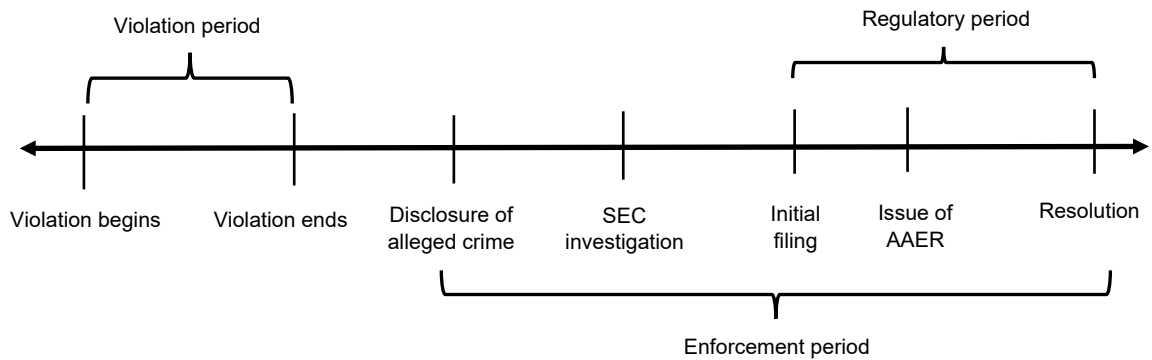 Violation period
Regulatory period
Violation begins
Violation ends
Disclosure of
alleged crime
SEC
investigation
Initial
filing
Issue of
AAER
Resolution
Enforcement period